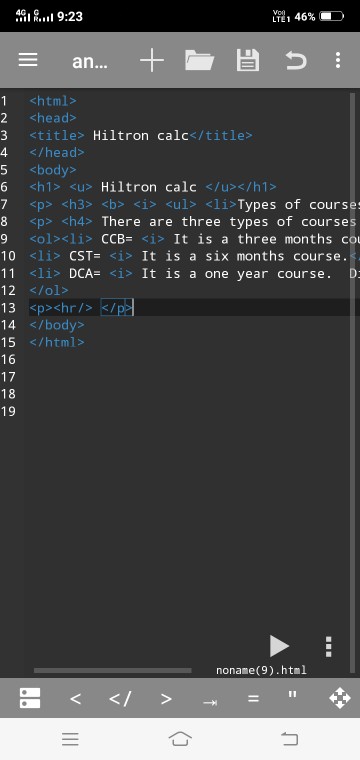 4G G 9:23 Vo)) LTE1 46%
an...
1 <html>
2 <head>
3 <title> Hiltron calc</title>
4 </head>
5 <body>
6 <h1> <u> Hiltron calc </u></h1>
7 <p> <h3> <b> <i> <ul> <li>Types of courses
8 <p> <h4> There are three types of courses
9 <ol><li> CCB= <i> It is a three months cou
10 <li> CST= <i> It is a six months course.<
11 <li> DCA= <i> It is a one year course. D
12 </ol>
13 <p><hr/> </p>
14 </body>
15 </html>
16
17
18
19
noname(9).html
< </ > = "